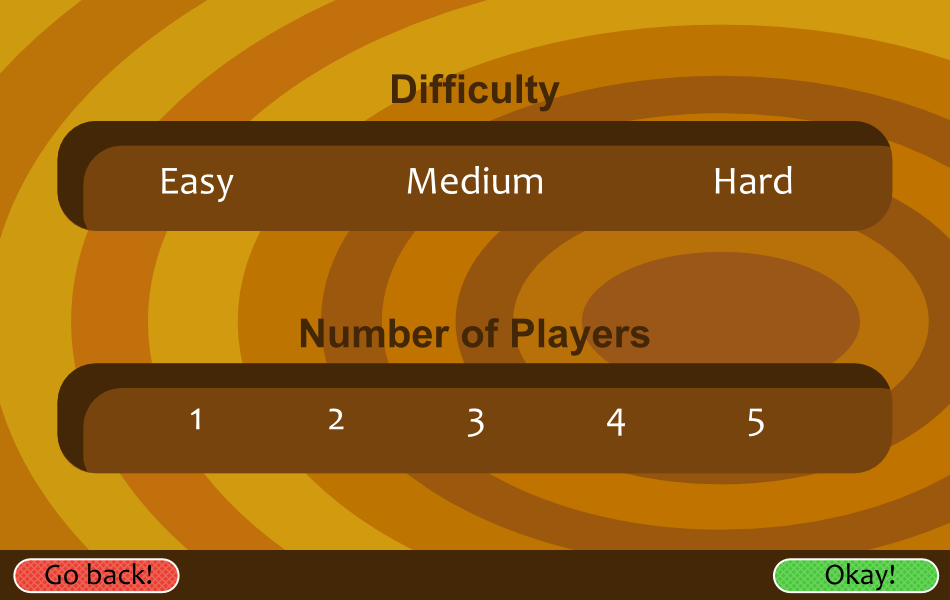 Difficulty
Easy Medium Hard
Number of Players
1 2 3 4 5
Go back! Okay!